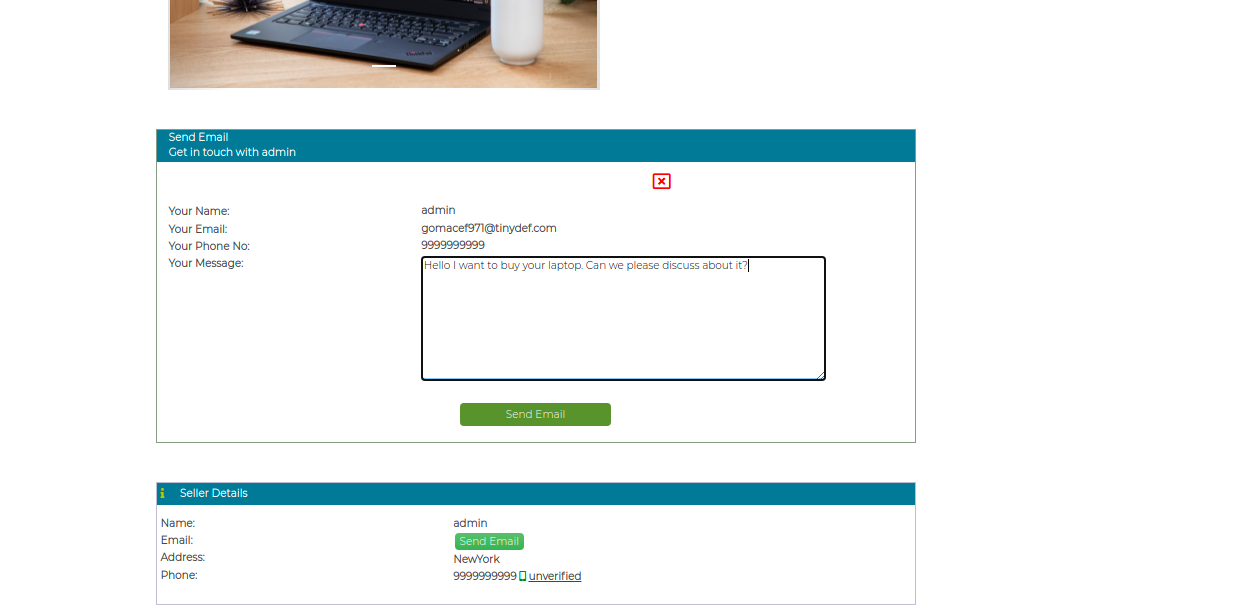 Send Email
Get in touch with admin
Your Name: admin
Your Email: gomacef971@tinydef.com
Your Phone No: 9999999999
Your Message: Hello I want to buy your laptop. Can we please discuss about it?
Send Email
Seller Details
Name: admin
Email: Send Email
Address: NewYork
Phone: 9999999999 unverified